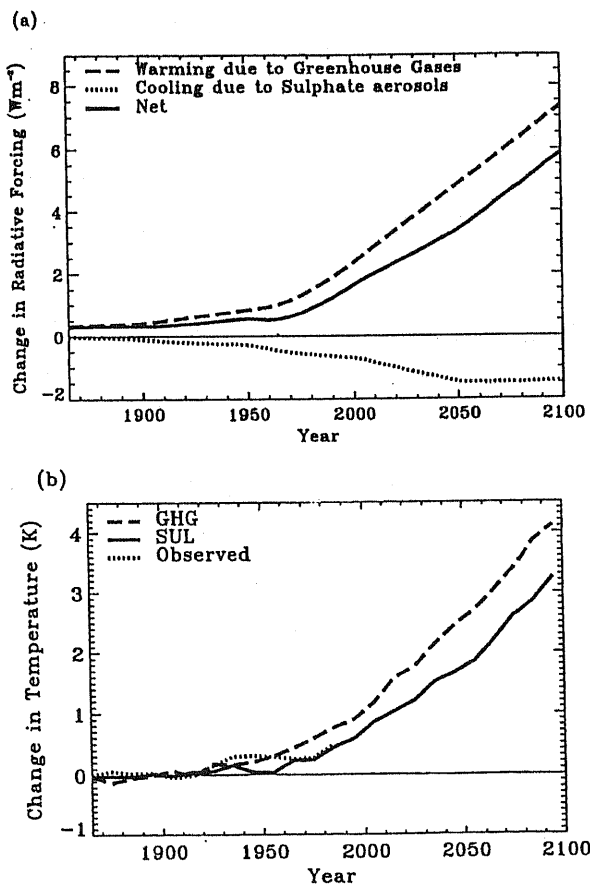 (a)
Change in Radiative Forcing (Wm⁻²)
8
6
4
2
0
-2
Warming due to Greenhouse Gases
Cooling due to Sulphate aerosols
Net
1900 1950 2000 2050 2100
Year
(b)
Change in Temperature (K)
4
3
2
1
0
-1
GHG
SUL
Observed
1900 1950 2000 2050 2100
Year